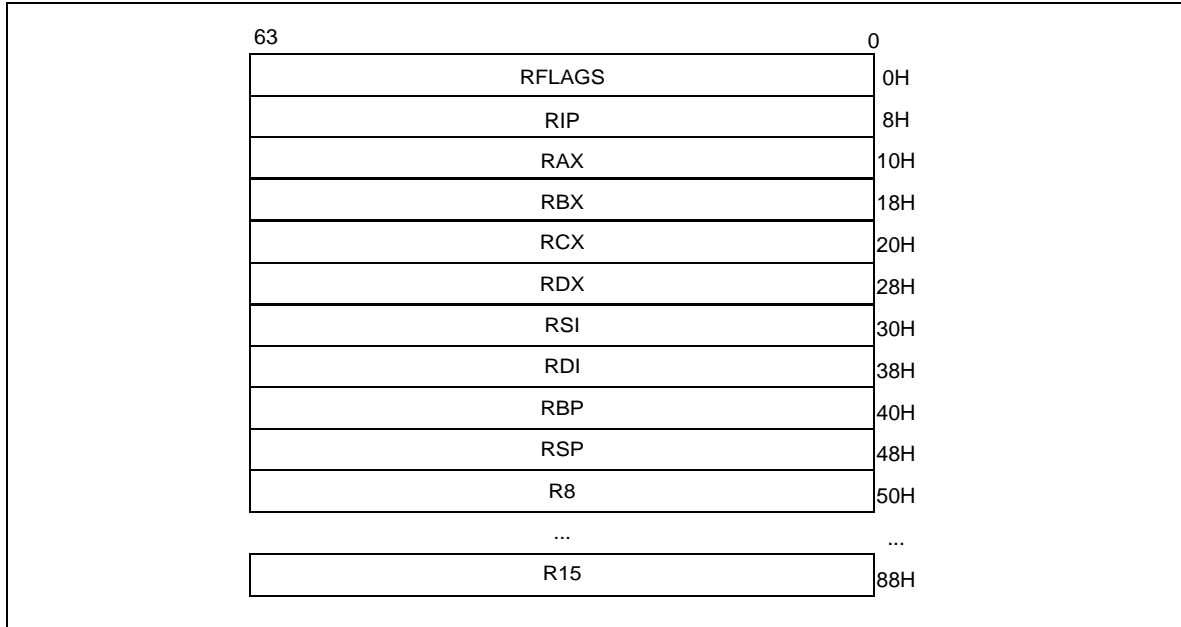 63 0
RFLAGS 0H
RIP 8H
RAX 10H
RBX 18H
RCX 20H
RDX 28H
RSI 30H
RDI 38H
RBP 40H
RSP 48H
R8 50H
... ...
R15 88H